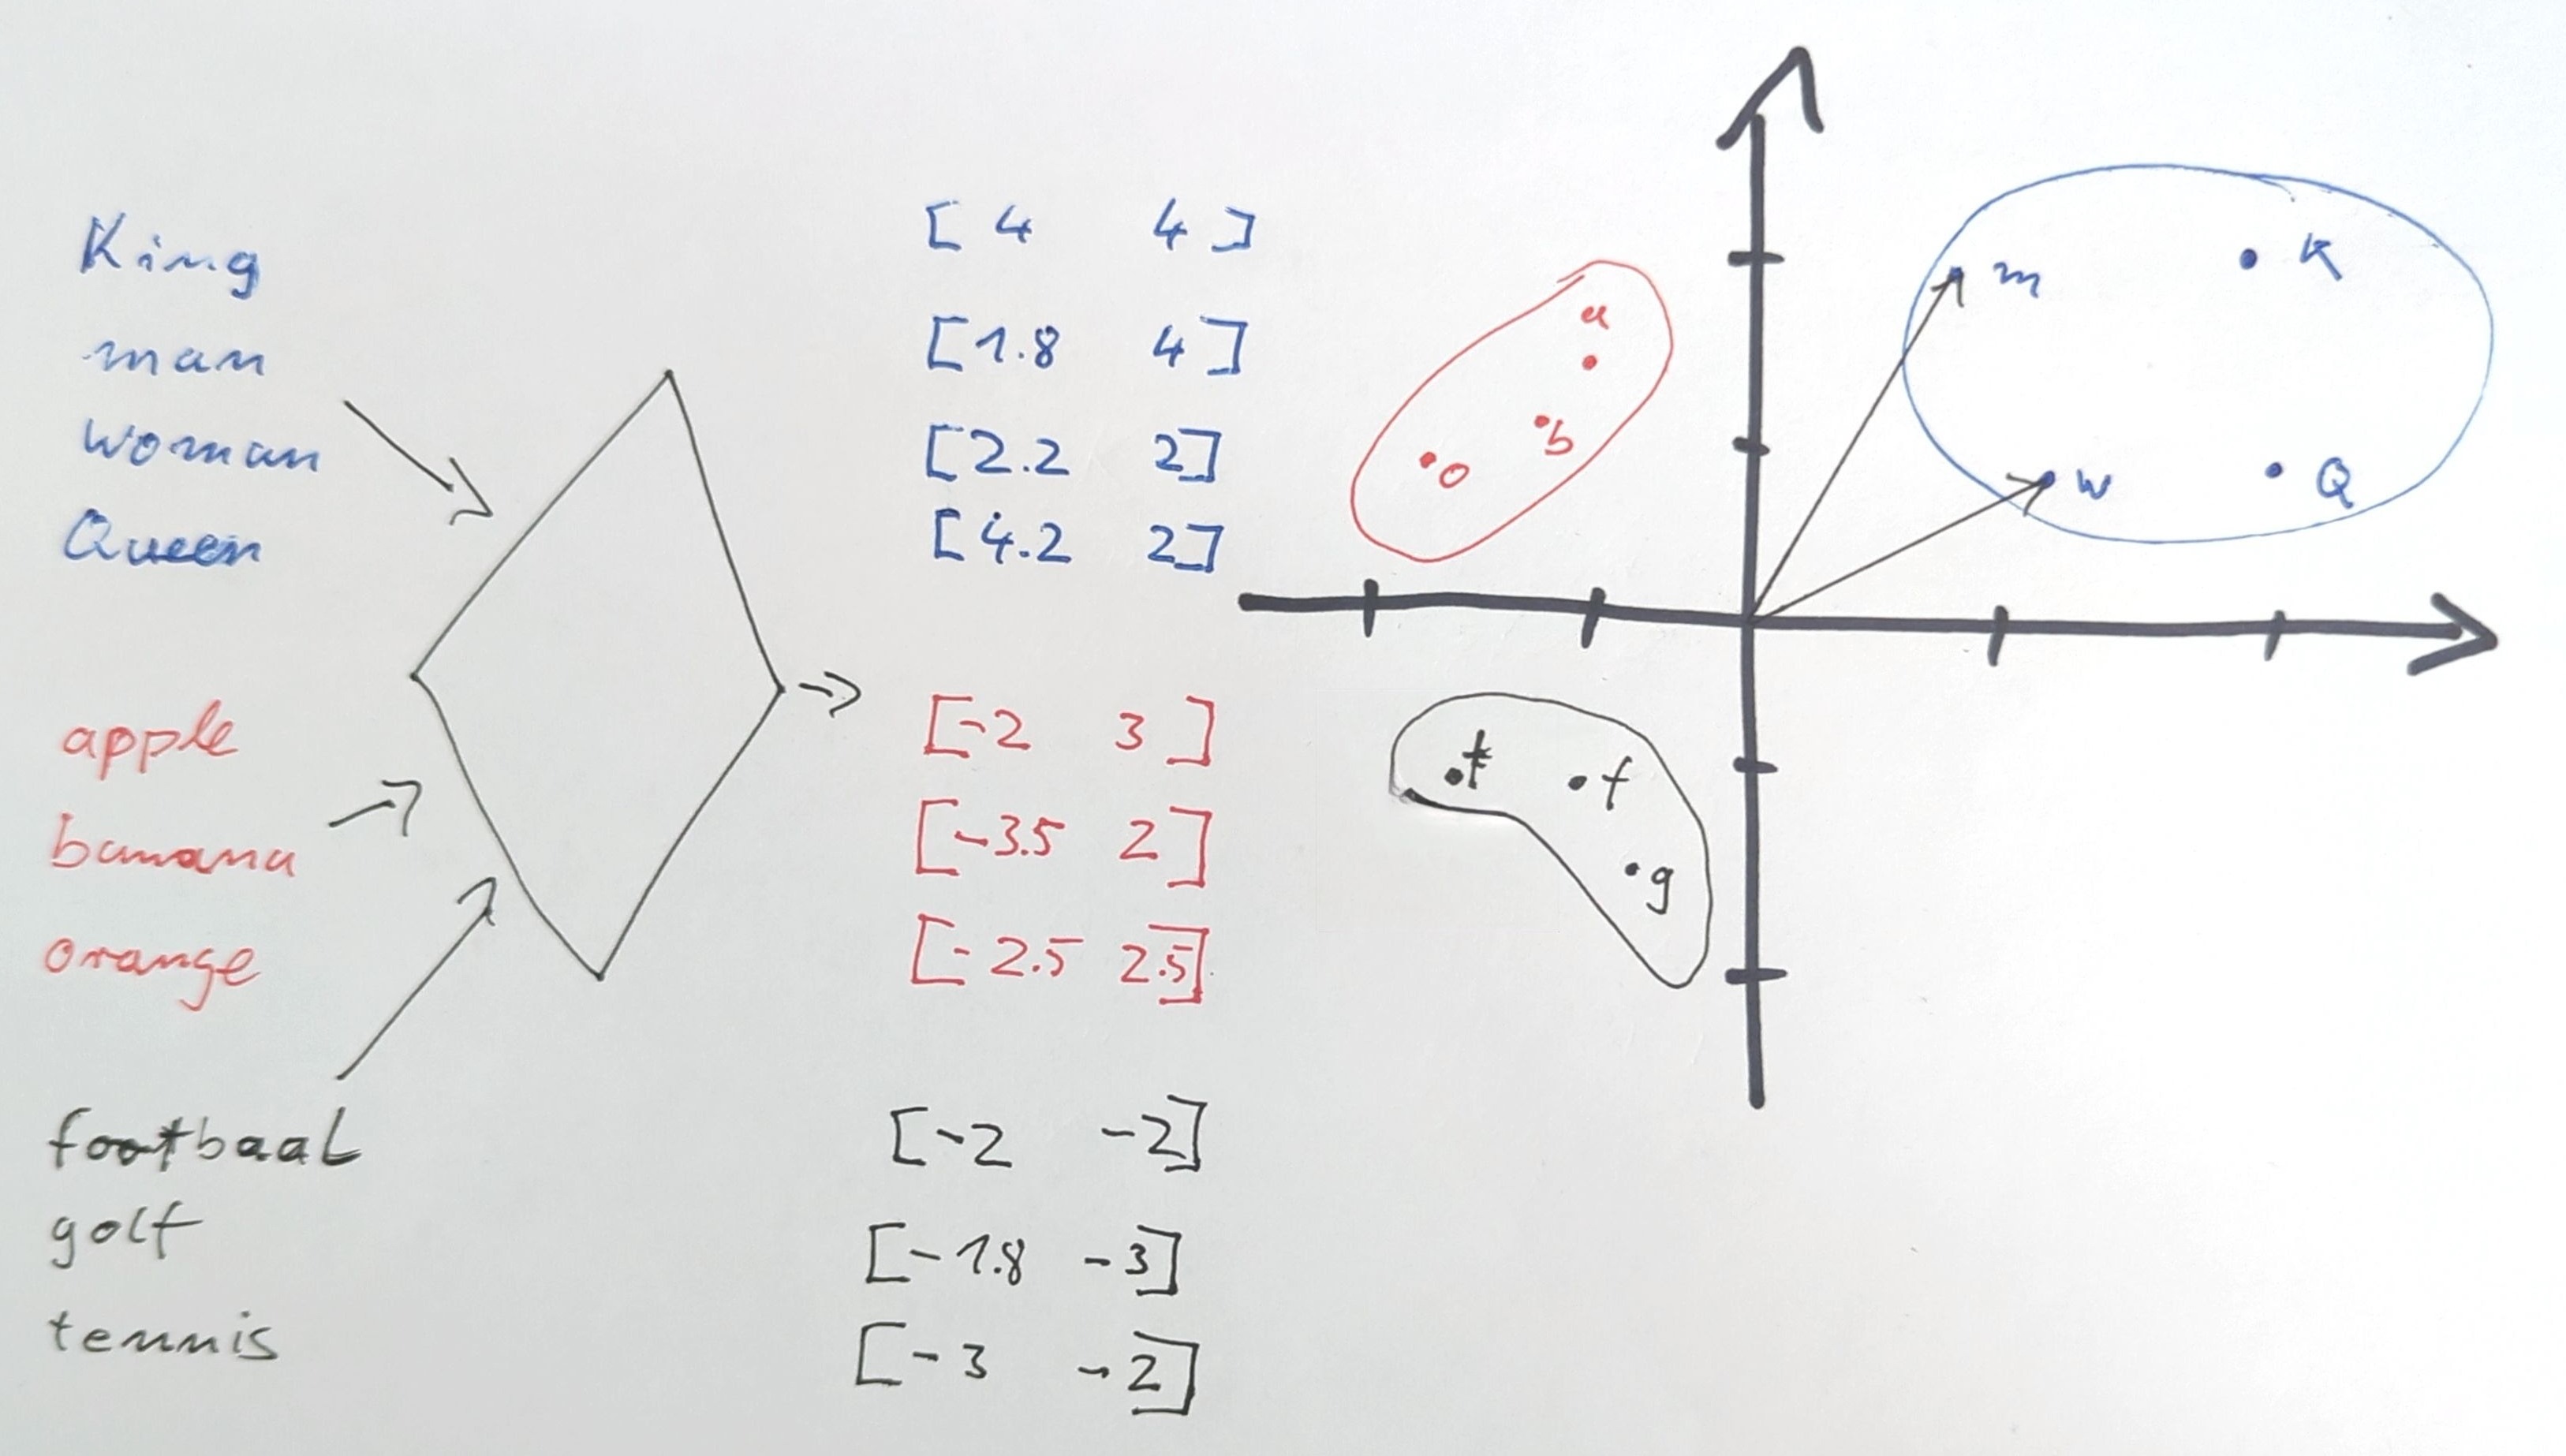 King
man
woman
Queen
apple
banana
orange
footbaal
golf
tennis
[ 4 4 ]
[1.8 4]
[2.2 2]
[4.2 2]
[-2 3 ]
[-3.5 2 ]
[-2.5 2.5]
[-2 -2]
[-1.8 -3]
[-3 -2]
a
b
o
m
K
w
Q
t
f
g